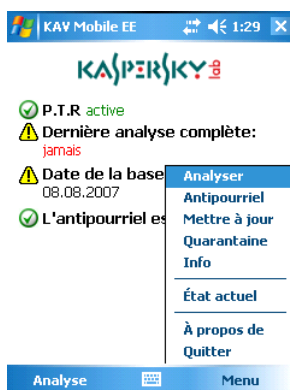 KAV Mobile EE 1:29
KASPERSKY lab
P.T.R active
Dernière analyse complète:
jamais
Date de la base
08.08.2007
L'antipourriel es
Analyser
Antipourriel
Mettre à jour
Quarantaine
Info
État actuel
À propos de
Quitter
Analyse Menu